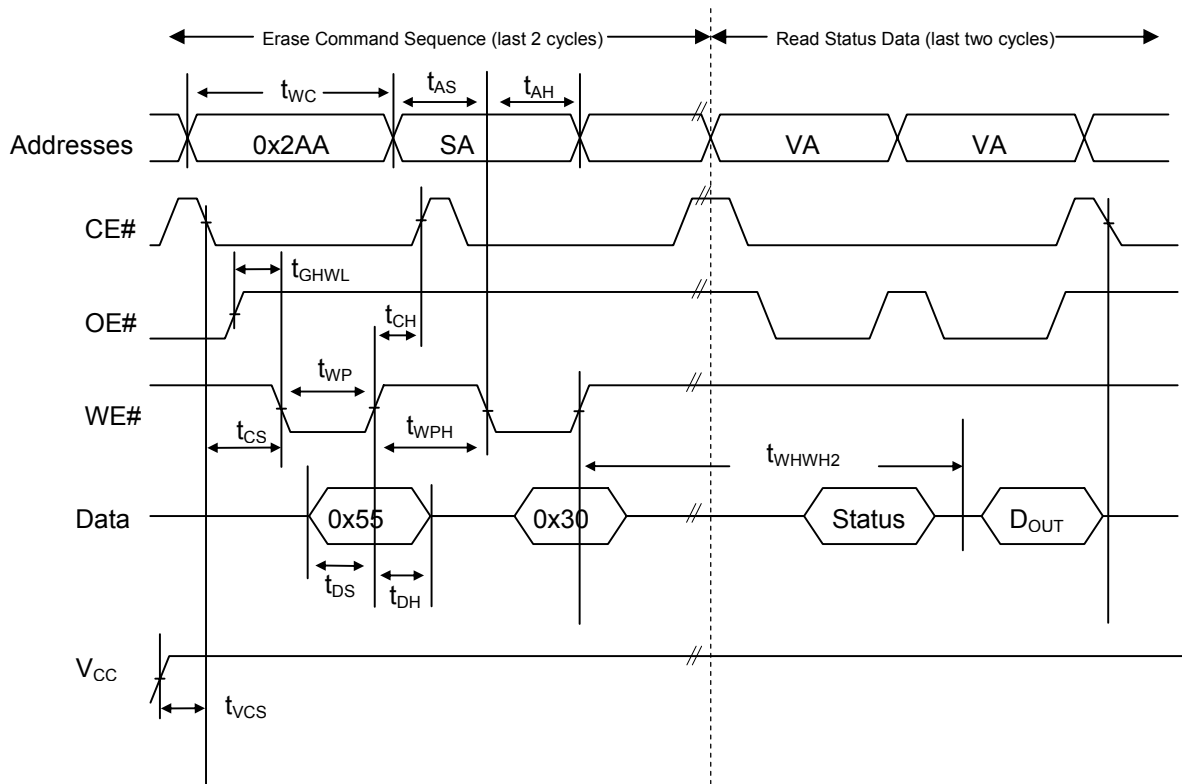 Erase Command Sequence (last 2 cycles)
Read Status Data (last two cycles)
tWC
tAS
tAH
Addresses
0x2AA
SA
VA
VA
CE#
tGHWL
OE#
tCH
tWP
WE#
tCS
tWPH
tWHWH2
Data
0x55
0x30
Status
DOUT
tDS
tDH
VCC
tVCS